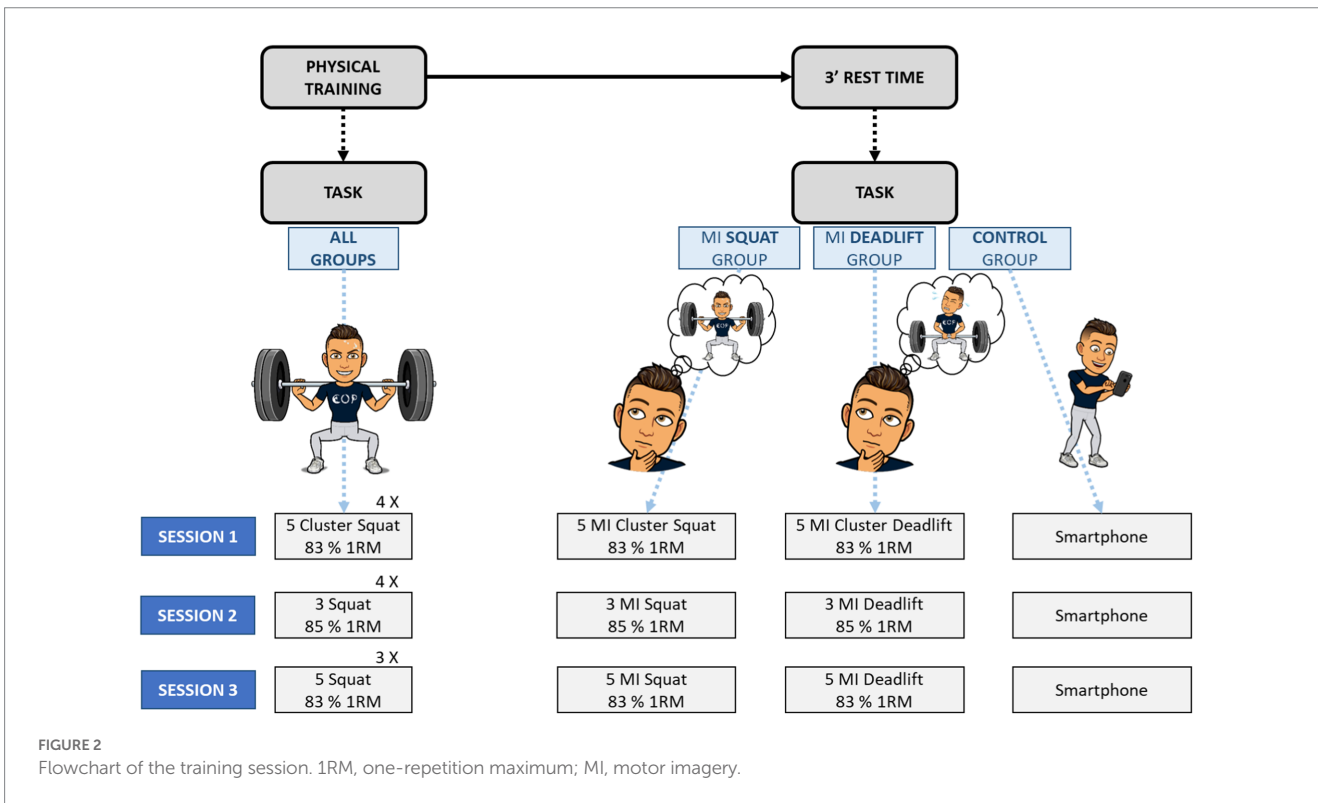 PHYSICAL
TRAINING
3’ REST TIME
TASK
TASK
ALL
GROUPS
MI SQUAT
GROUP
MI DEADLIFT
GROUP
CONTROL
GROUP
4 X
SESSION 1
5 Cluster Squat
83 % 1RM
5 MI Cluster Squat
83 % 1RM
5 MI Cluster Deadlift
83 % 1RM
Smartphone
4 X
SESSION 2
3 Squat
85 % 1RM
3 MI Squat
85 % 1RM
3 MI Deadlift
85 % 1RM
Smartphone
3 X
SESSION 3
5 Squat
83 % 1RM
5 MI Squat
83 % 1RM
5 MI Deadlift
83 % 1RM
Smartphone
FIGURE 2
Flowchart of the training session. 1RM, one-repetition maximum; MI, motor imagery.